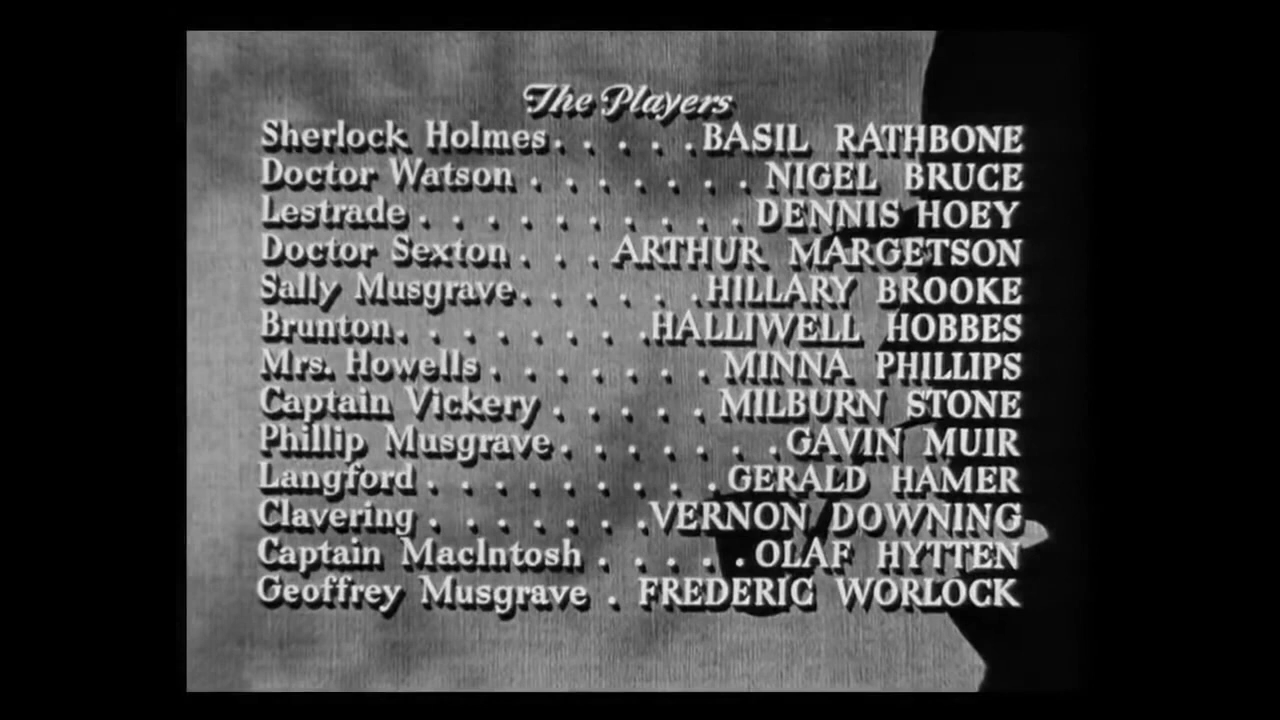 The Players
Sherlock Holmes. . . . . BASIL RATHBONE
Doctor Watson . . . . . . . NIGEL BRUCE
Lestrade . . . . . . . . . . DENNIS HOEY
Doctor Sexton . . . ARTHUR MARGETSON
Sally Musgrave. . . . . . HILLARY BROOKE
Brunton. . . . . . . . HALLIWELL HOBBES
Mrs. Howells . . . . . . . MINNA PHILLIPS
Captain Vickery . . . . . MILBURN STONE
Phillip Musgrave. . . . . . . GAVIN MUIR
Langford . . . . . . . . . GERALD HAMER
Clavering . . . . . . . VERNON DOWNING
Captain MacIntosh . . . . . OLAF HYTTEN
Geoffrey Musgrave . FREDERIC WORLOCK